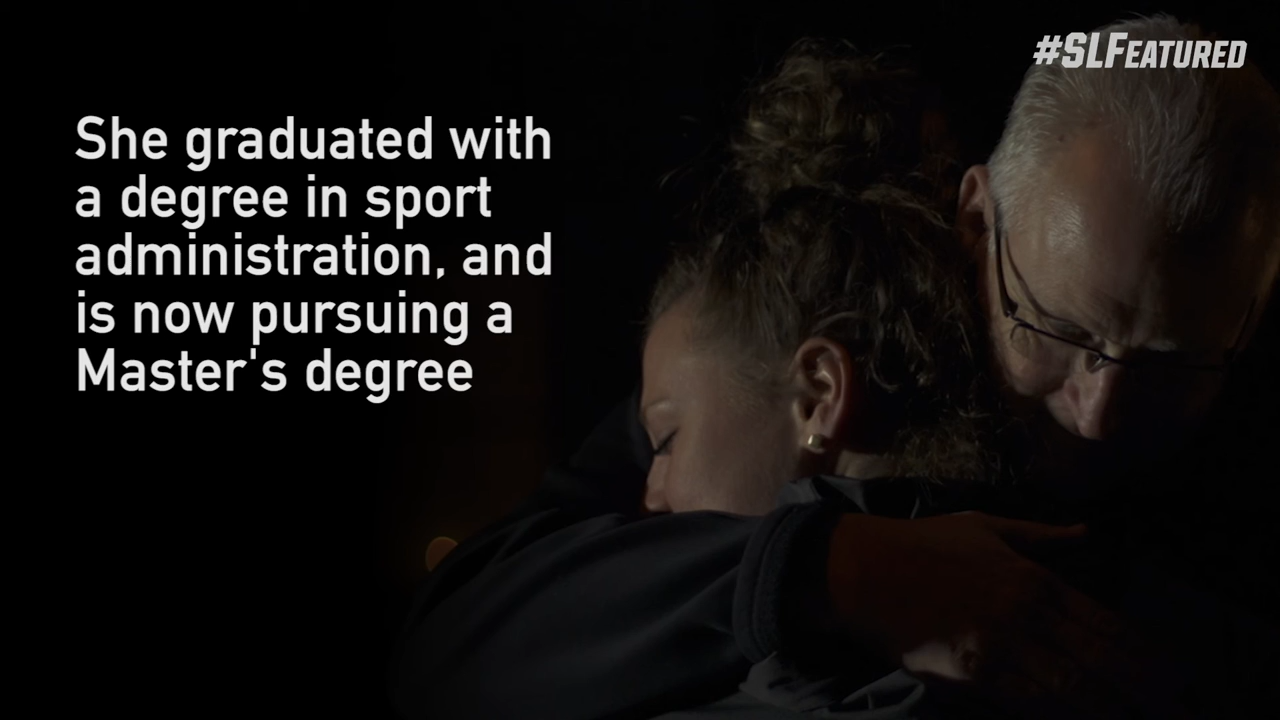 #SLFEATURED
She graduated with
a degree in sport
administration, and
is now pursuing a
Master's degree